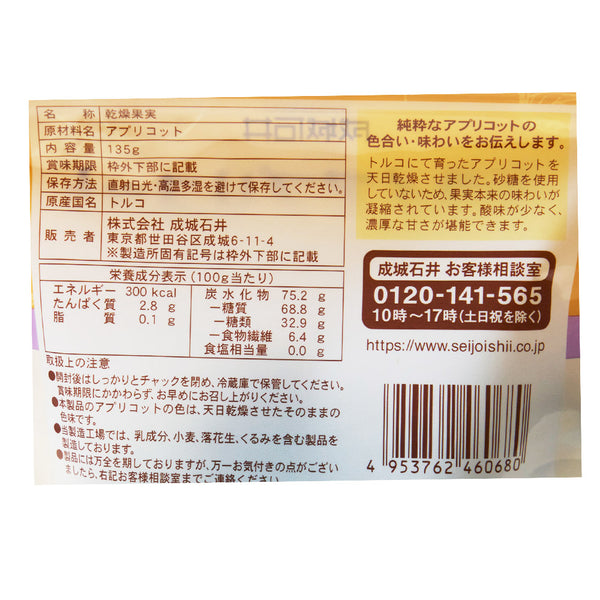 名 称 乾燥果実
原材料名 アプリコット
内容量 135g
賞味期限 枠外下部に記載
保存方法 直射日光・高温多湿を避けて保存してください。
原産国名 トルコ
販売者 株式会社 成城石井
東京都世田谷区成城6-11-4
※製造所固有記号は枠外下部に記載
栄養成分表示(100g当たり)
エネルギー 300 kcal
たんぱく質 2.8 g
脂質 0.1 g
炭水化物 75.2 g
−糖質 68.8 g
−糖類 32.9 g
−食物繊維 6.4 g
食塩相当量 0.0 g
取扱上の注意
●開封後はしっかりとチャックを閉め、冷蔵庫で保管してください。
賞味期限にかかわらず、お早めにお召し上がりください。
●本製品のアプリコットの色は、天日乾燥させたそのままの
色味です。
●当製造工場では、乳成分、小麦、落花生、くるみを含む製品を
製造しております。
●製品には万全を期しておりますが、万一お気付きの点がござい
ましたら、右記お客様相談室までご連絡ください。
純粋なアプリコットの
色合い・味わいをお伝えします。
トルコにて育ったアプリコットを
天日乾燥させました。砂糖を使用
していないため、果実本来の味わいが
凝縮されています。酸味が少なく、
濃厚な甘さが堪能できます。
成城石井 お客様相談室
0120-141-565
10時〜17時(土日祝を除く)
https://www.seijoishii.co.jp
4 953762 460680